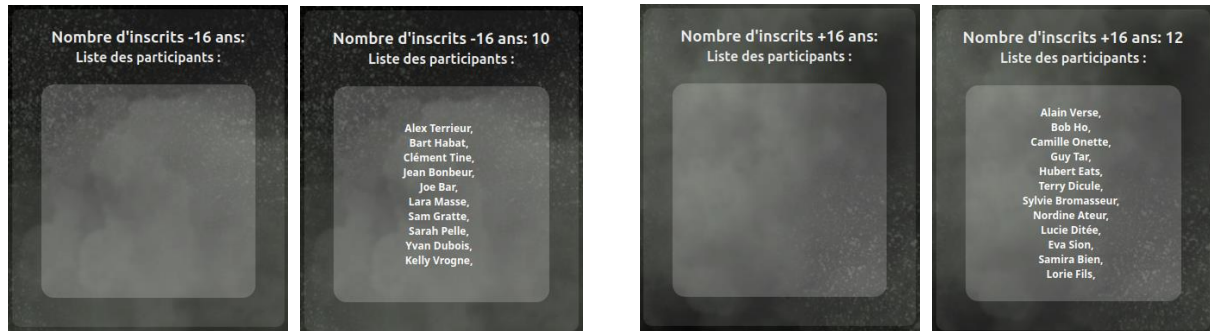 Nombre d'inscrits -16 ans:
Liste des participants :
Nombre d'inscrits -16 ans: 10
Liste des participants :
Alex Terrieur,
Bart Habat,
Clément Tine,
Jean Bonbeur,
Joe Bar,
Lara Masse,
Sam Gratte,
Sarah Pelle,
Yvan Dubois,
Kelly Vrogne,
Nombre d'inscrits +16 ans:
Liste des participants :
Nombre d'inscrits +16 ans: 12
Liste des participants :
Alain Verse,
Bob Ho,
Camille Onette,
Guy Tar,
Hubert Eats,
Terry Dicule,
Sylvie Bromasseur,
Nordine Ateur,
Lucie Ditée,
Eva Sion,
Samira Bien,
Lorie Fils,